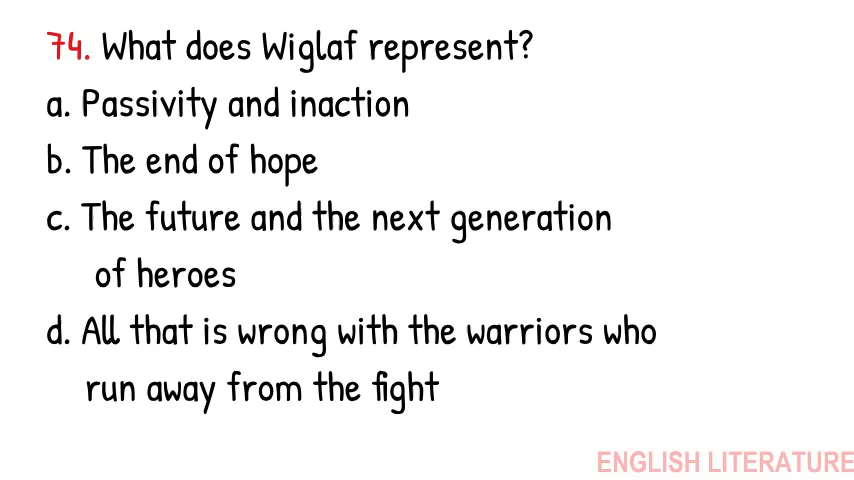 74. What does Wiglaf represent?
a. Passivity and inaction
b. The end of hope
c. The future and the next generation
of heroes
d. All that is wrong with the warriors who
run away from the fight
ENGLISH LITERATURE